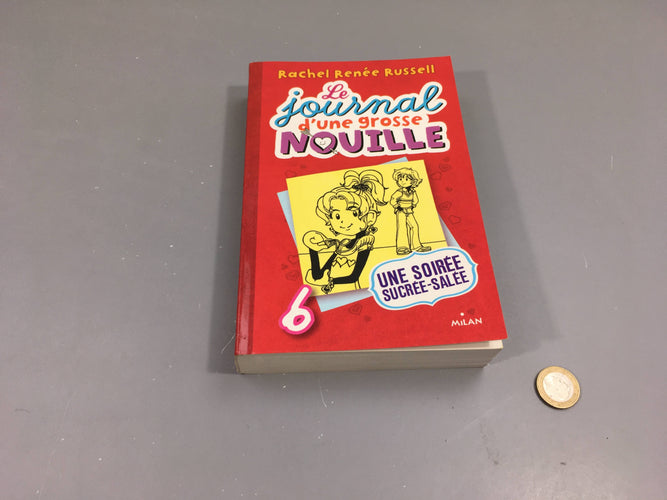 Rachel Renée Russell
Le
journal
d'une grosse
NOUILLE
UNE SOIRÉE
SUCRÉE-SALÉE
6
MILAN